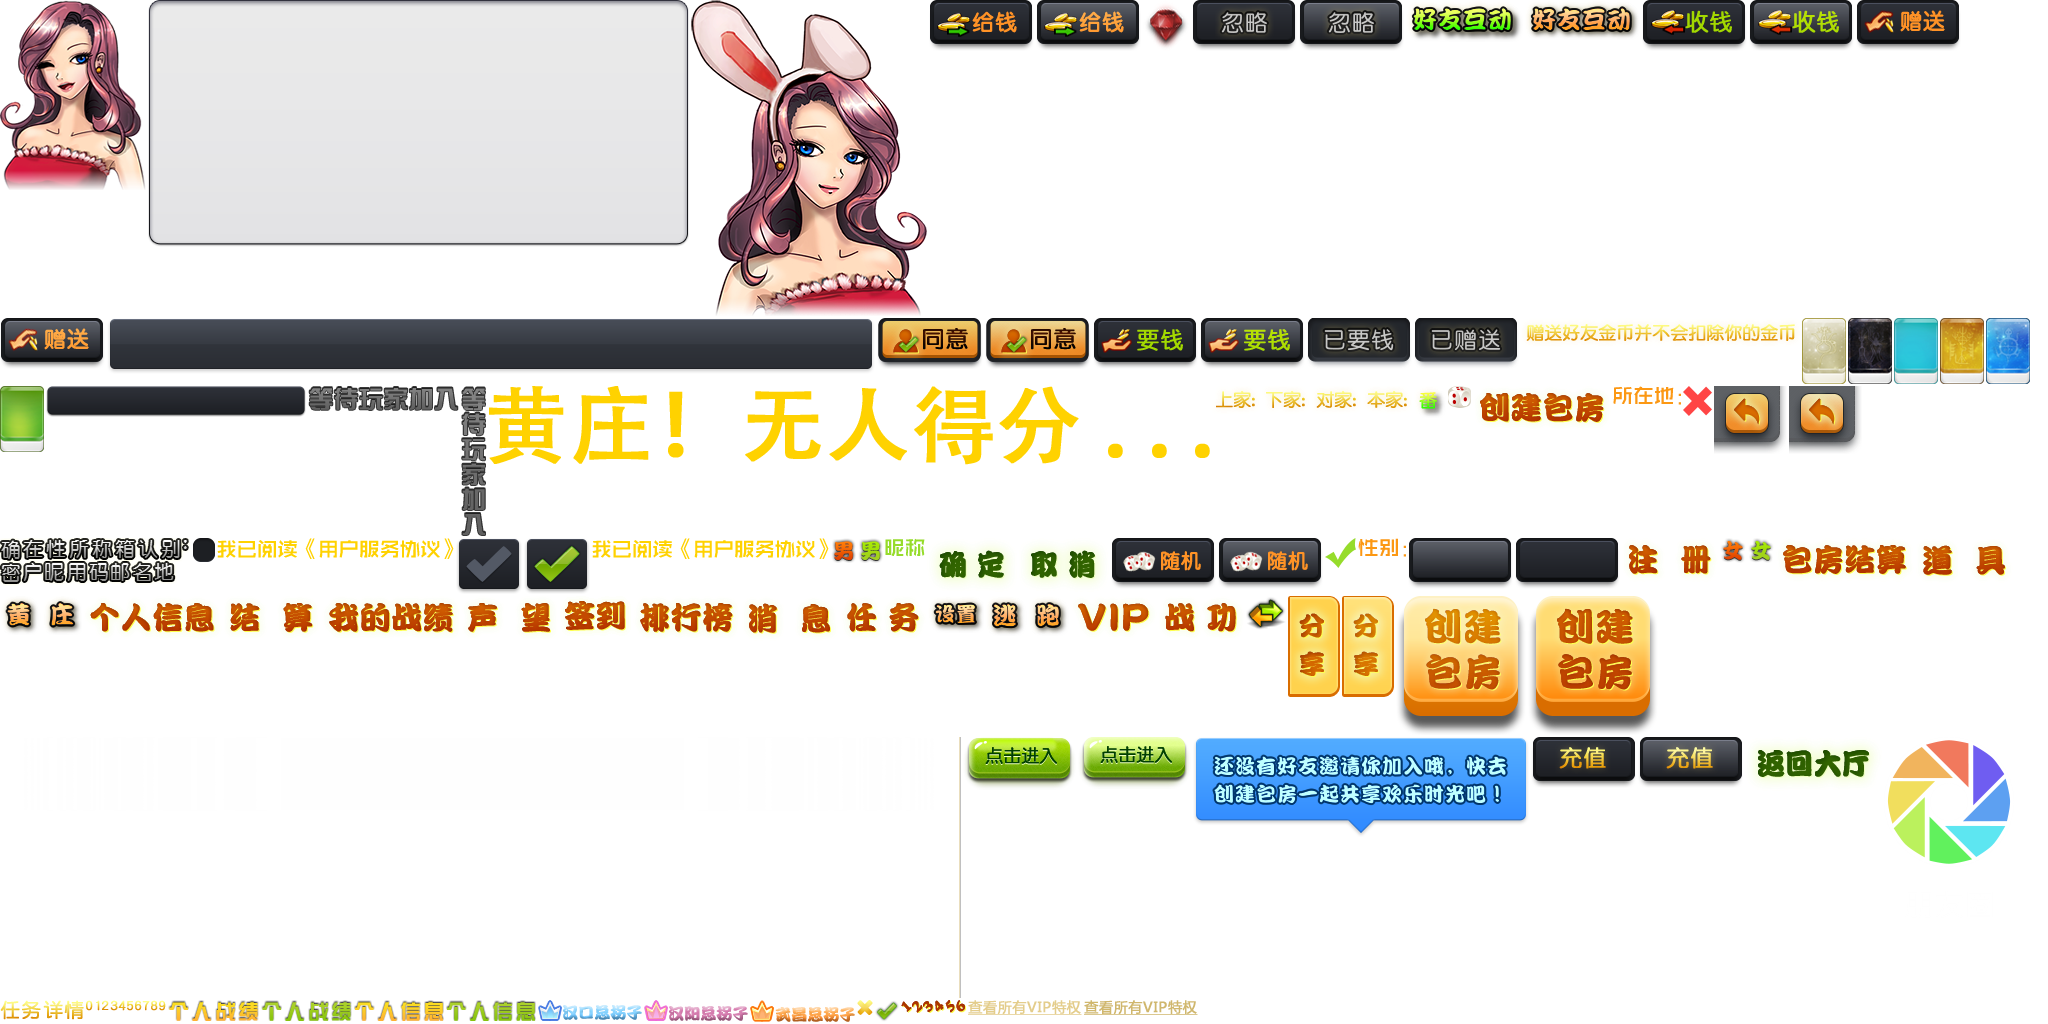 给钱 给钱 忽略 忽略 好友互动 好友互动 收钱 收钱 赠送
赠送 同意 同意 要钱 要钱 已要钱 已赠送 赠送好友金币并不会扣除你的金币
等待玩家加入 等待玩家加入 黄庄！无人得分... 上家: 下家: 对家: 本家: 创建包房 所在地:
确在性所称箱认别: 我已阅读《用户服务协议》 我已阅读《用户服务协议》 男 男 昵称 确定 取消 随机 随机 性别: 注册 女 女 包房结算 道具
密户昵用码邮名地
黄庄 个人信息 结算 我的战绩 声望 签到 排行榜 消息 任务 设置 逃跑 VIP 战功 分享 分享 创建包房 创建包房
点击进入 点击进入 还没有好友邀请你加入哦，快去 充值 充值 返回大厅
创建包房一起共享欢乐时光吧！
任务详情 0123456789 个人战绩 个人战绩 个人信息 个人信息 汉口总拐子 汉阳总拐子 武昌总拐子 123456 查看所有VIP特权 查看所有VIP特权